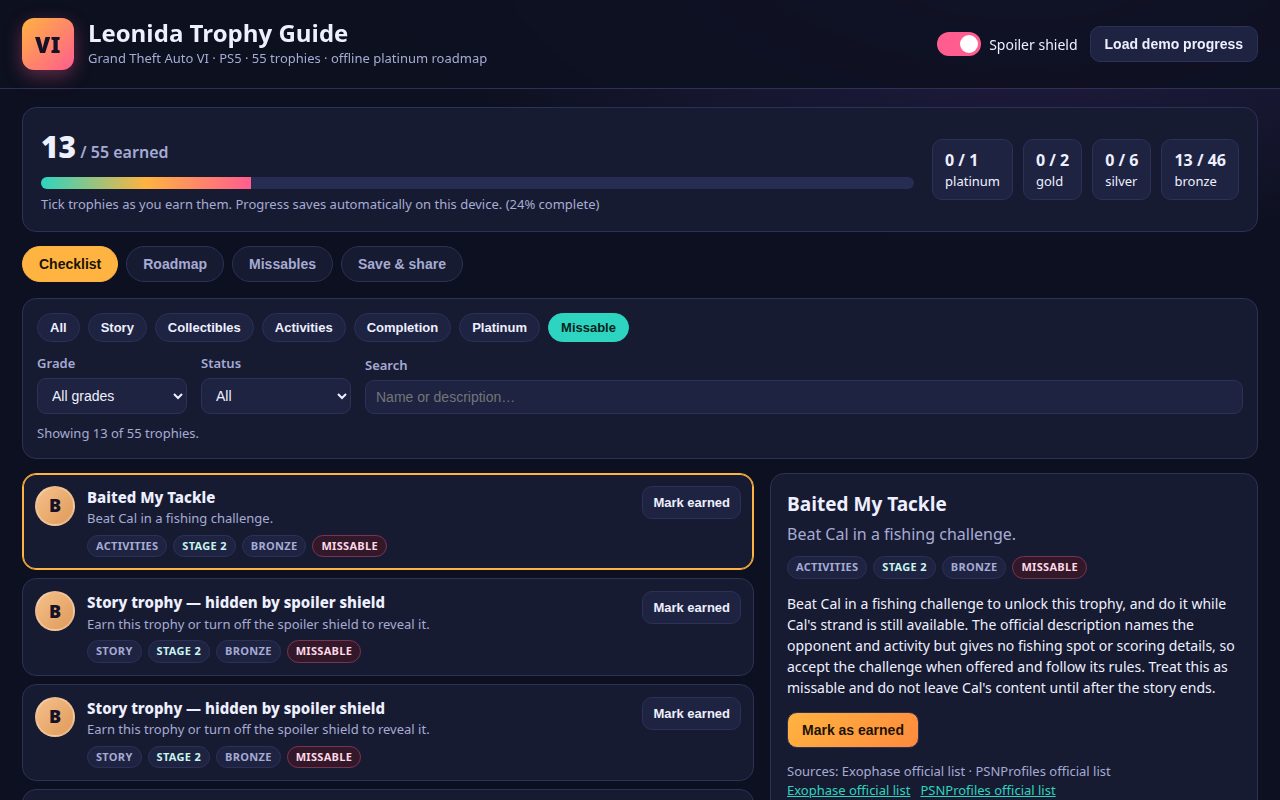 VI
Leonida Trophy Guide
Grand Theft Auto VI · PS5 · 55 trophies · offline platinum roadmap
Spoiler shield
Load demo progress
13 / 55 earned
Tick trophies as you earn them. Progress saves automatically on this device. (24% complete)
0 / 1
platinum
0 / 2
gold
0 / 6
silver
13 / 46
bronze
Checklist
Roadmap
Missables
Save & share
All
Story
Collectibles
Activities
Completion
Platinum
Missable
Grade
All grades
Status
All
Search
Name or description…
Showing 13 of 55 trophies.
B
Baited My Tackle
Beat Cal in a fishing challenge.
ACTIVITIES
STAGE 2
BRONZE
MISSABLE
Mark earned
B
Story trophy — hidden by spoiler shield
Earn this trophy or turn off the spoiler shield to reveal it.
STORY
STAGE 2
BRONZE
MISSABLE
Mark earned
B
Story trophy — hidden by spoiler shield
Earn this trophy or turn off the spoiler shield to reveal it.
STORY
STAGE 2
BRONZE
MISSABLE
Mark earned
Baited My Tackle
Beat Cal in a fishing challenge.
ACTIVITIES
STAGE 2
BRONZE
MISSABLE
Beat Cal in a fishing challenge to unlock this trophy, and do it while
Cal's strand is still available. The official description names the
opponent and activity but gives no fishing spot or scoring details, so
accept the challenge when offered and follow its rules. Treat this as
missable and do not leave Cal's content until after the story ends.
Mark as earned
Sources: Exophase official list · PSNProfiles official list
Exophase official list PSNProfiles official list